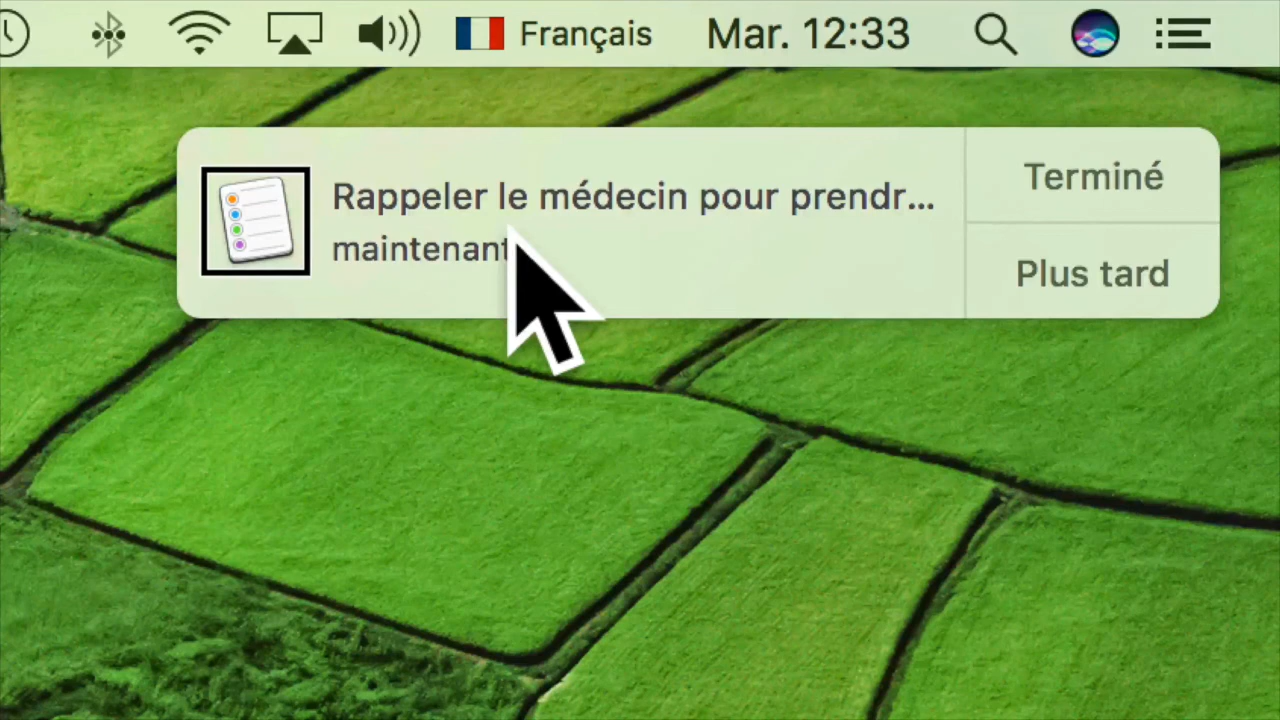 Français Mar. 12:33
Rappeler le médecin pour prendr...
maintenant
Terminé
Plus tard